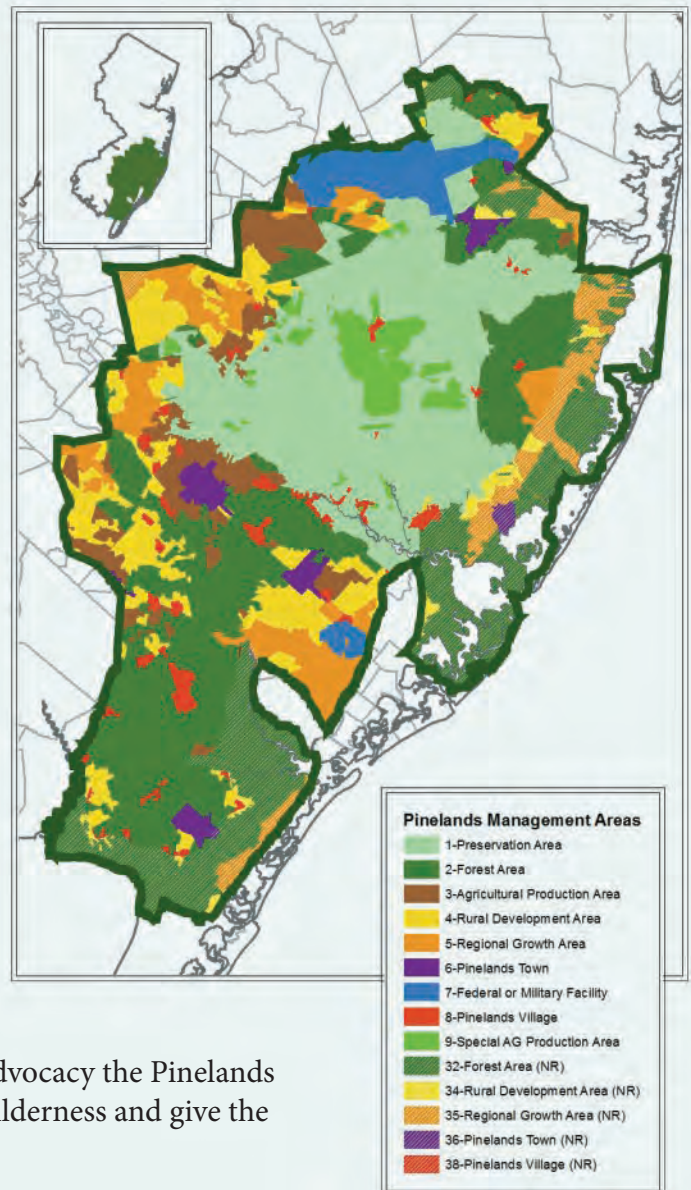 Pinelands Management Areas
1-Preservation Area
2-Forest Area
3-Agricultural Production Area
4-Rural Development Area
5-Regional Growth Area
6-Pinelands Town
7-Federal or Military Facility
8-Pinelands Village
9-Special AG Production Area
32-Forest Area (NR)
34-Rural Development Area (NR)
35-Regional Growth Area (NR)
36-Pinelands Town (NR)
38-Pinelands Village (NR)
dvocacy the Pinelands
ilderness and give the